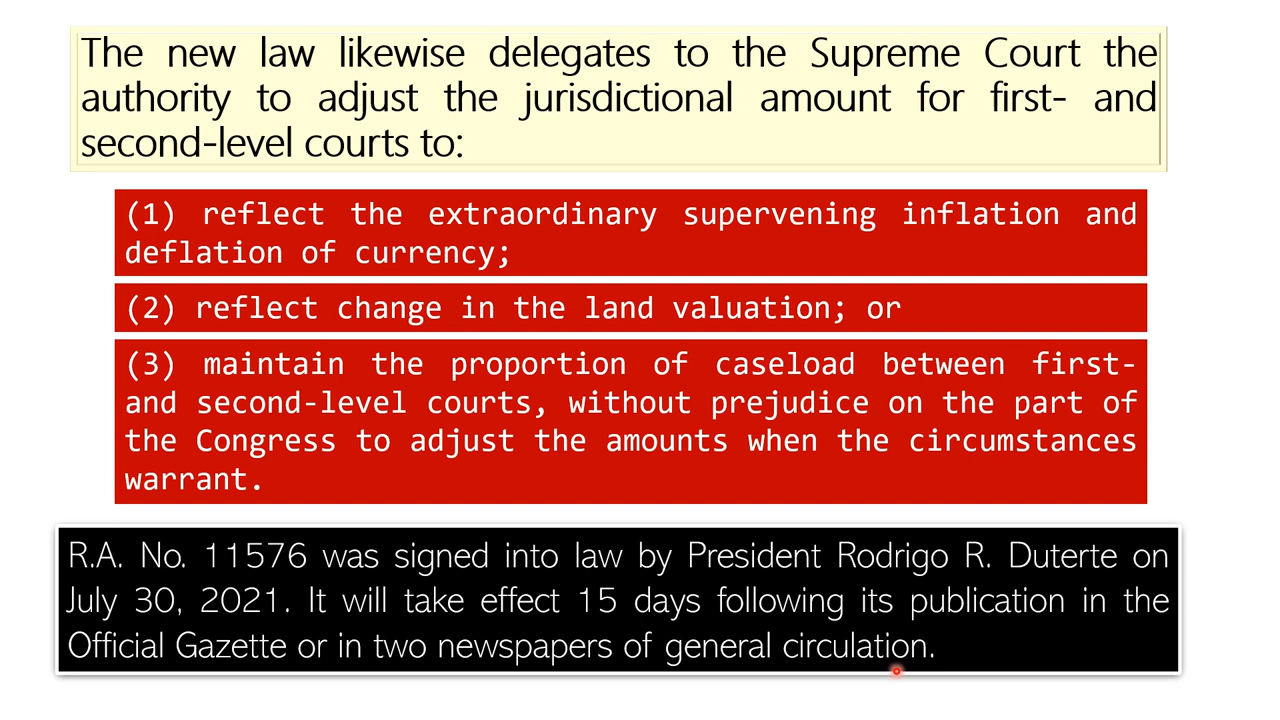 The new law likewise delegates to the Supreme Court the
authority to adjust the jurisdictional amount for first- and
second-level courts to:
(1) reflect the extraordinary supervening inflation and
deflation of currency;
(2) reflect change in the land valuation; or
(3) maintain the proportion of caseload between first-
and second-level courts, without prejudice on the part of
the Congress to adjust the amounts when the circumstances
warrant.
R.A. No. 11576 was signed into law by President Rodrigo R. Duterte on
July 30, 2021. It will take effect 15 days following its publication in the
Official Gazette or in two newspapers of general circulation.